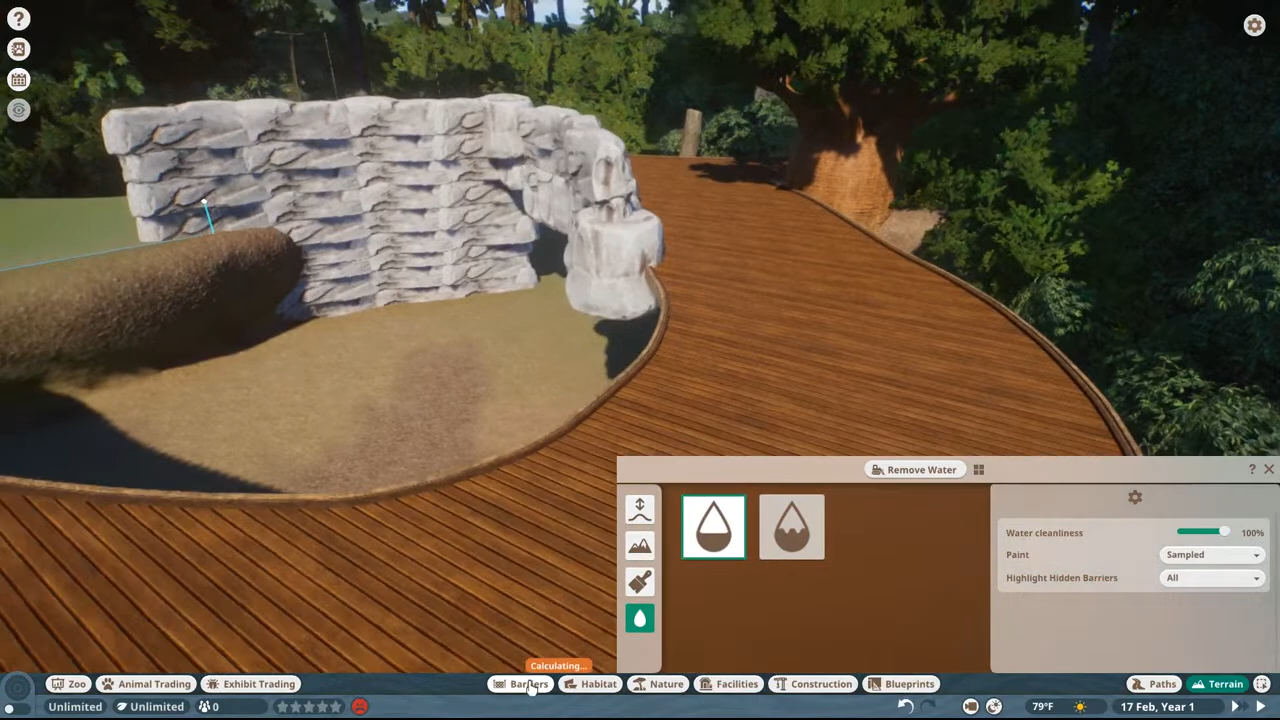 Remove Water
?
Water cleanliness 100%
Paint Sampled
Highlight Hidden Barriers All
Calculating...
Zoo Animal Trading Exhibit Trading Barriers Habitat Nature Facilities Construction Blueprints Paths Terrain
Unlimited Unlimited 0 79°F 17 Feb, Year 1